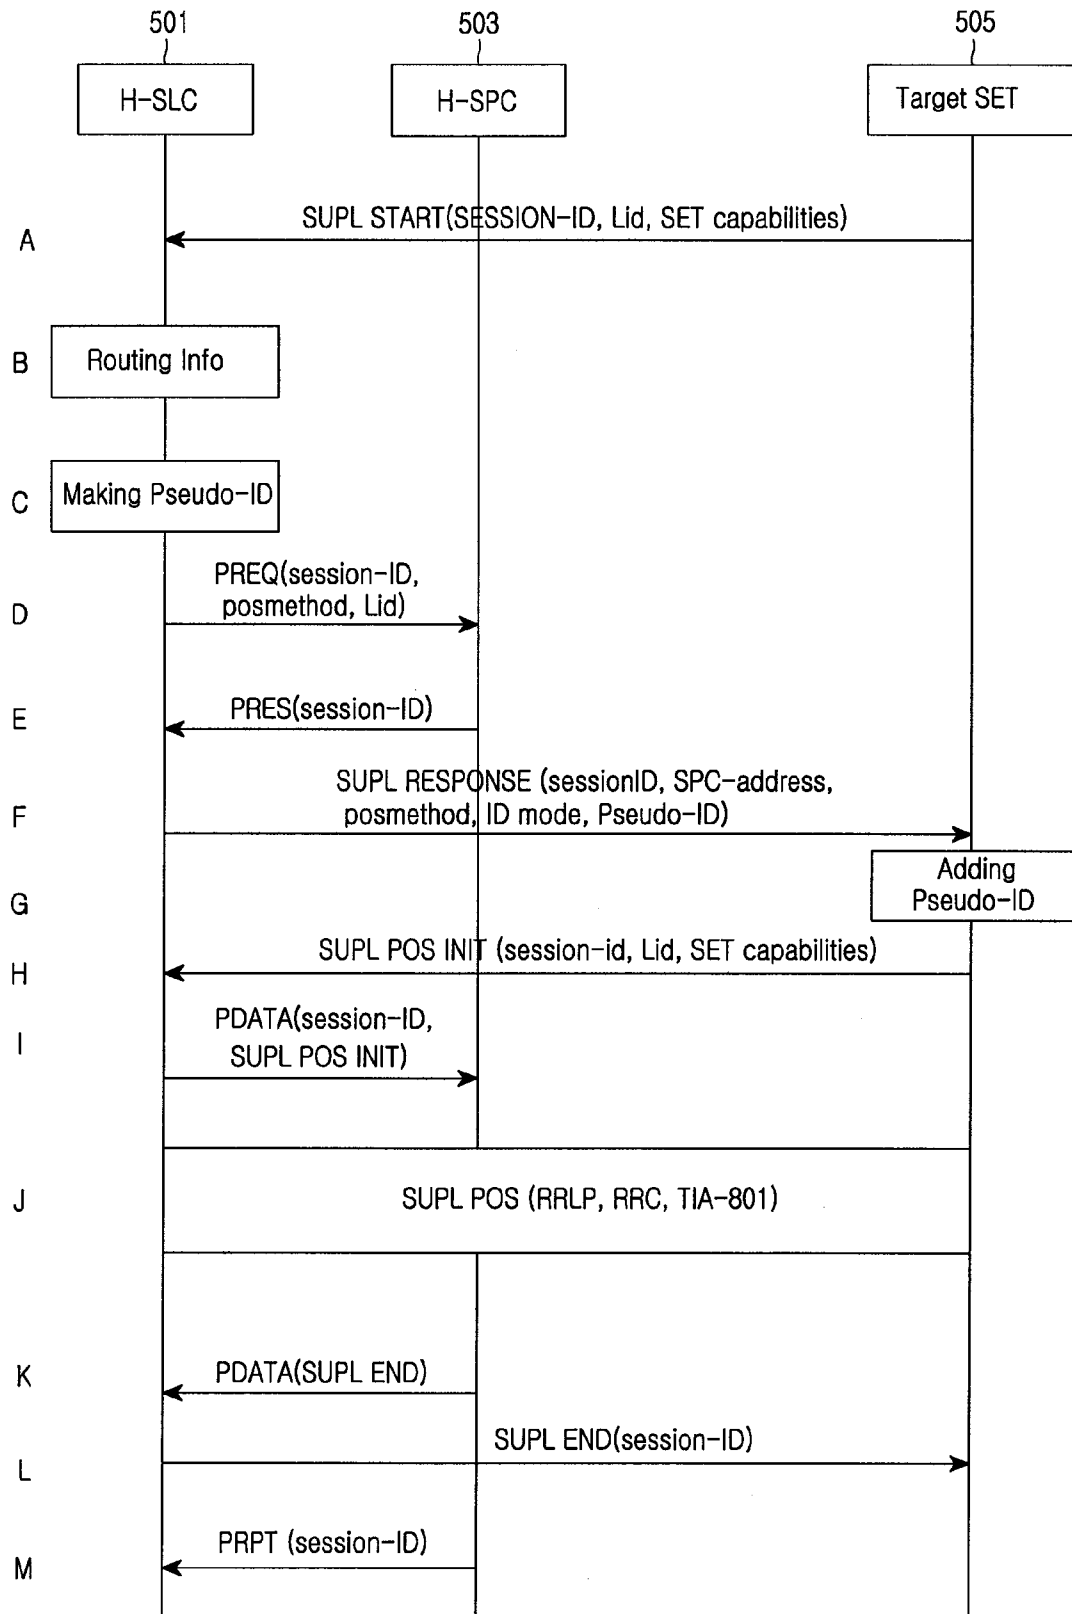 501
503
505
H-SLC
H-SPC
Target SET
SUPL START(SESSION-ID, Lid, SET capabilities)
A
B
Routing Info
C
Making Pseudo-ID
PREQ(session-ID,
posmethod, Lid)
D
PRES(session-ID)
E
SUPL RESPONSE (sessionID, SPC-address,
posmethod, ID mode, Pseudo-ID)
F
Adding
Pseudo-ID
G
SUPL POS INIT (session-id, Lid, SET capabilities)
H
PDATA(session-ID,
SUPL POS INIT)
I
J
SUPL POS (RRLP, RRC, TIA-801)
PDATA(SUPL END)
K
SUPL END(session-ID)
L
PRPT (session-ID)
M